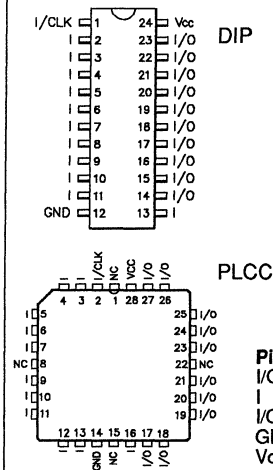 I/CLK 1 24 Vcc
I 2 23 I/O
I 3 22 I/O
I 4 21 I/O
I 5 20 I/O
I 6 19 I/O
I 7 18 I/O
I 8 17 I/O
I 9 16 I/O
I 10 15 I/O
I 11 14 I/O
GND 12 13 I
DIP
PLCC
I I I/CLK NC VCC I/O I/O
4 3 2 1 28 27 26
I 5 25 I/O
I 6 24 I/O
I 7 23 I/O
NC 8 22 NC
I 9 21 I/O
I 10 20 I/O
I 11 19 I/O
12 13 14 15 16 17 18
I I GND NC I I/O I/O
Pi
I/O
I
I/O
Vc